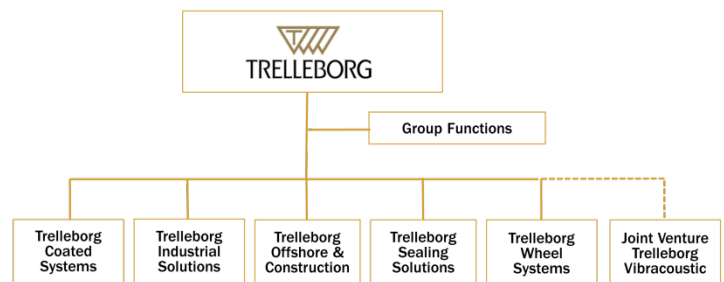 TRELLEBORG
Group Functions
Trelleborg
Coated
Systems
Trelleborg
Industrial
Solutions
Trelleborg
Offshore &
Construction
Trelleborg
Sealing
Solutions
Trelleborg
Wheel
Systems
Joint Venture
Trelleborg
Vibracoustic